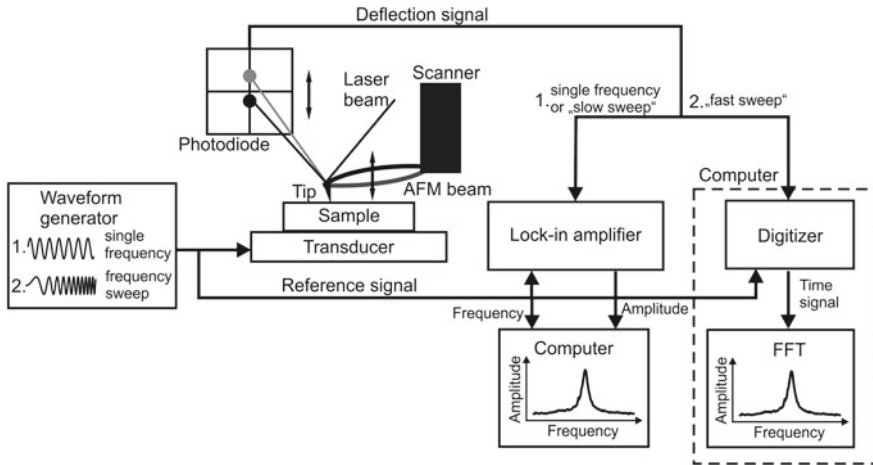 Deflection signal
Photodiode
Laser
beam
Scanner
AFM beam
Tip
Sample
Transducer
Waveform
generator
1. single
frequency
2. frequency
sweep
Reference signal
1. single frequency
or „slow sweep“
2. „fast sweep“
Lock-in amplifier
Frequency
Amplitude
Computer
Amplitude
Frequency
Computer
Digitizer
Time
signal
FFT
Amplitude
Frequency